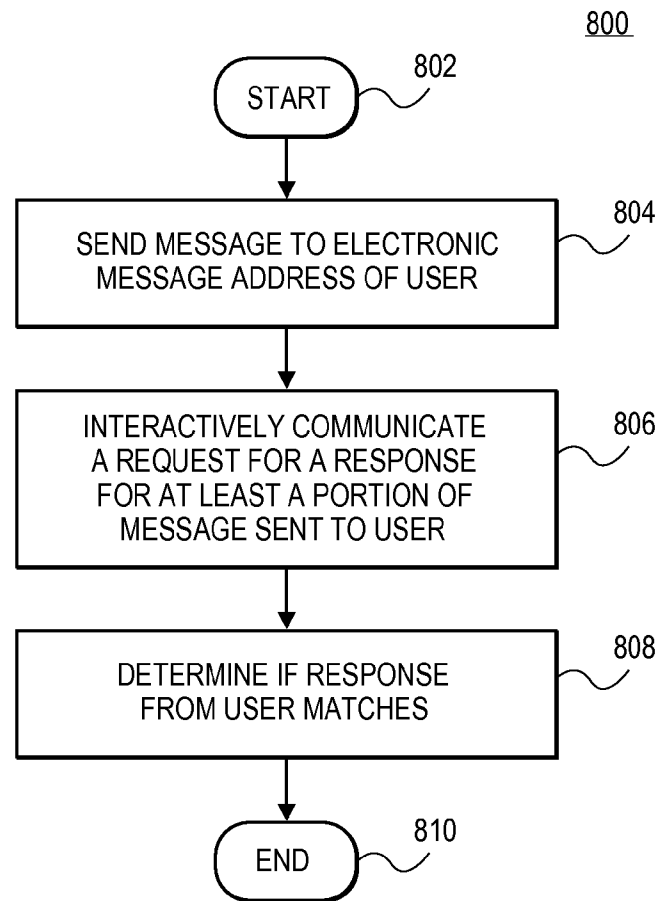 800
START
802
SEND MESSAGE TO ELECTRONIC
MESSAGE ADDRESS OF USER
804
INTERACTIVELY COMMUNICATE
A REQUEST FOR A RESPONSE
FOR AT LEAST A PORTION OF
MESSAGE SENT TO USER
806
DETERMINE IF RESPONSE
FROM USER MATCHES
808
END
810